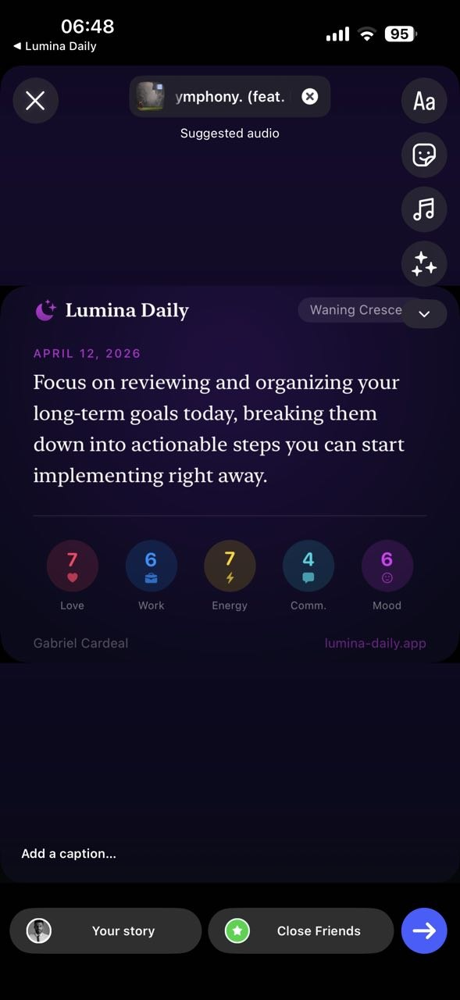 06:48
95
◀ Lumina Daily
ymphony. (feat.
Suggested audio
Aa
Lumina Daily
Waning Cresce
APRIL 12, 2026
Focus on reviewing and organizing your
long-term goals today, breaking them
down into actionable steps you can start
implementing right away.
7 6 7 4 6
Love Work Energy Comm. Mood
Gabriel Cardeal
lumina-daily.app
Add a caption...
Your story
Close Friends